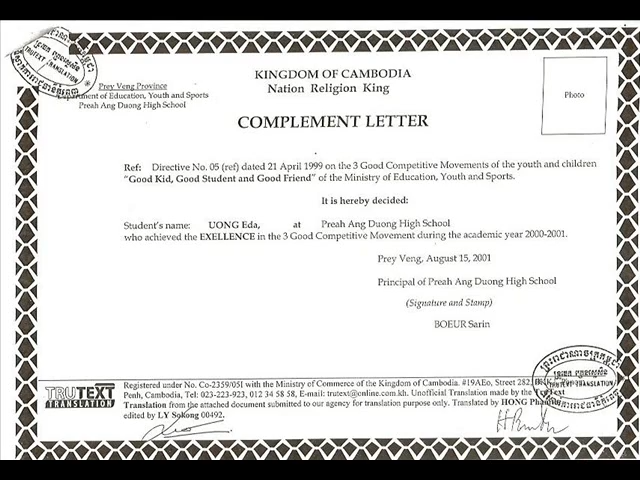 KINGDOM OF CAMBODIA
Nation Religion King
Prey Veng Province
Department of Education, Youth and Sports
Preah Ang Duong High School
Photo
COMPLEMENT LETTER
Ref: Directive No. 05 (ref) dated 21 April 1999 on the 3 Good Competitive Movements of the youth and children
"Good Kid, Good Student and Good Friend" of the Ministry of Education, Youth and Sports.
It is hereby decided:
Student's name: UONG Eda, at Preah Ang Duong High School
who achieved the EXELLENCE in the 3 Good Competitive Movement during the academic year 2000-2001.
Prey Veng, August 15, 2001
Principal of Preah Ang Duong High School
(Signature and Stamp)
BOEUR Sarin
TRUTEXT
TRANSLATION
Registered under No. Co-2359/05I with the Ministry of Commerce of the Kingdom of Cambodia. #19AEo, Street 282,
Penh, Cambodia, Tel: 023-223-923, 012 34 58 58, E-mail: trutext@online.com.kh. Unofficial Translation made by the TruText
Translation from the attached document submitted to our agency for translation purpose only. Translated by HONG
edited by LY Sokong 00492.
TRUTEXT TRANSLATION
TRUTEXT TRANSLATION